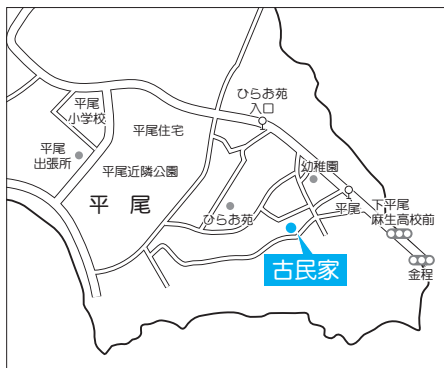 ひらお苑
入口
平尾
小学校
平尾住宅
平尾
出張所
平尾近隣公園
幼稚園
平 尾
ひらお苑
平尾
下平尾
麻生高校前
古民家
金程